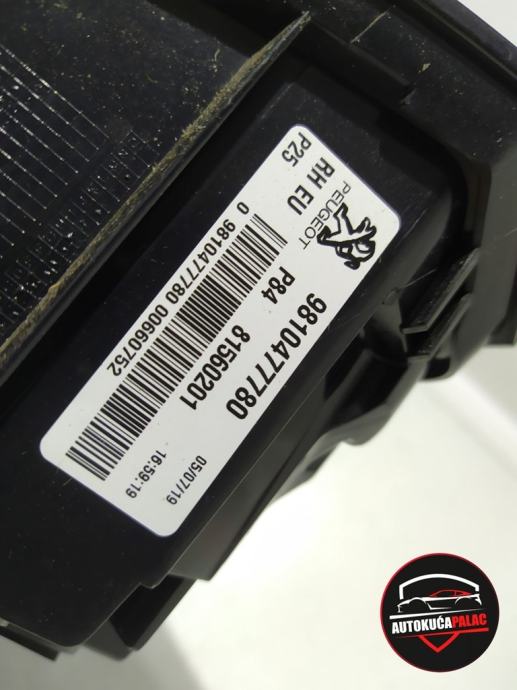 PEUGEOT
9810477780
RH EU
P84
81560201
P25
0 9810477780 00660752
05/07/19
16:59:19
AUTOKUĆAPALAC